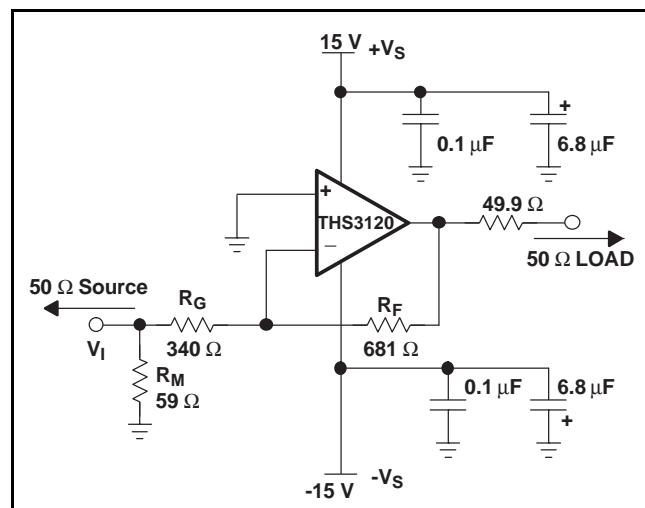 15 V
+VS
+
0.1 µF
6.8 µF
+
THS3120
−
49.9 Ω
50 Ω LOAD
50 Ω Source
RG
RF
VI
340 Ω
681 Ω
RM
59 Ω
0.1 µF
6.8 µF
+
-15 V
-VS